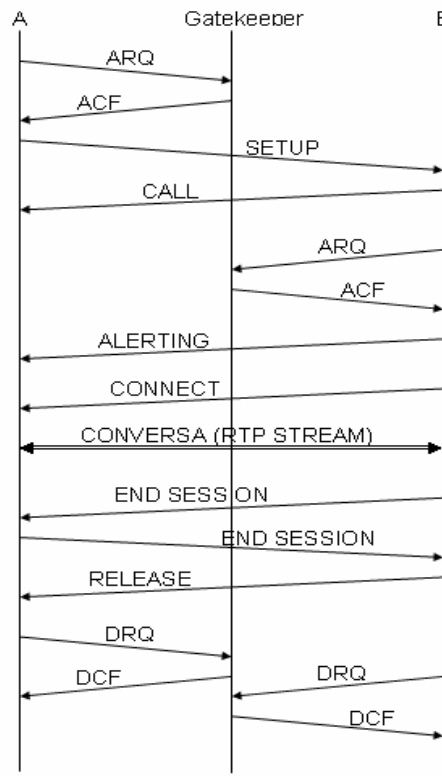 A Gatekeeper B
ARQ
ACF
SETUP
CALL
ARQ
ACF
ALERTING
CONNECT
CONVERSA (RTP STREAM)
END SESSION
END SESSION
RELEASE
DRQ
DCF
DRQ
DCF